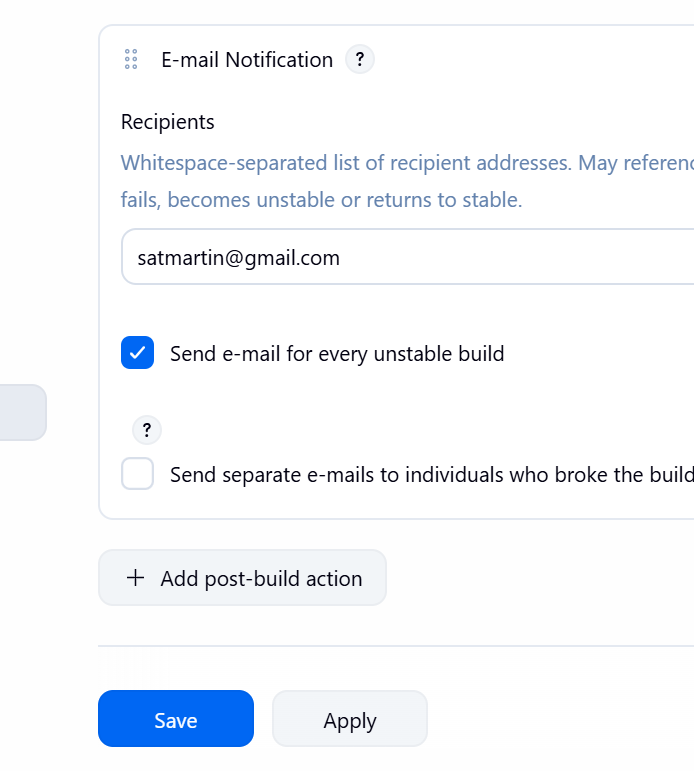 E-mail Notification ?
Recipients
Whitespace-separated list of recipient addresses. May
fails, becomes unstable or returns to stable.
satmartin@gmail.com
Send e-mail for every unstable build
?
Send separate e-mails to individuals who broke the build
+ Add post-build action
Save Apply